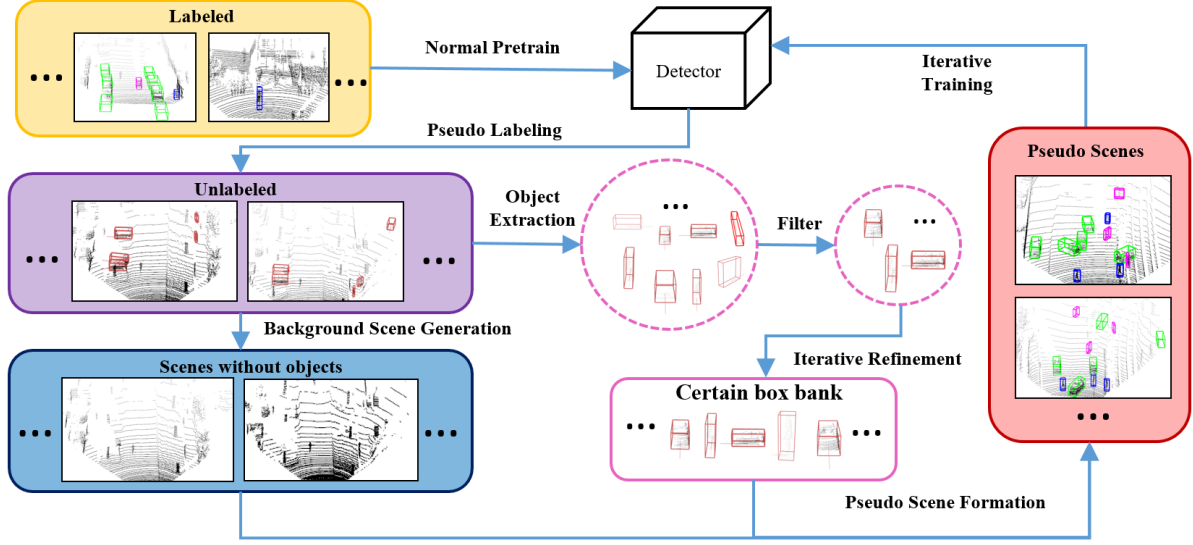 Labeled
Normal Pretrain
Detector
Iterative
Training
Pseudo Labeling
Unlabeled
Object
Extraction
Filter
Pseudo Scenes
Background Scene Generation
Iterative Refinement
Scenes without objects
Certain box bank
Pseudo Scene Formation